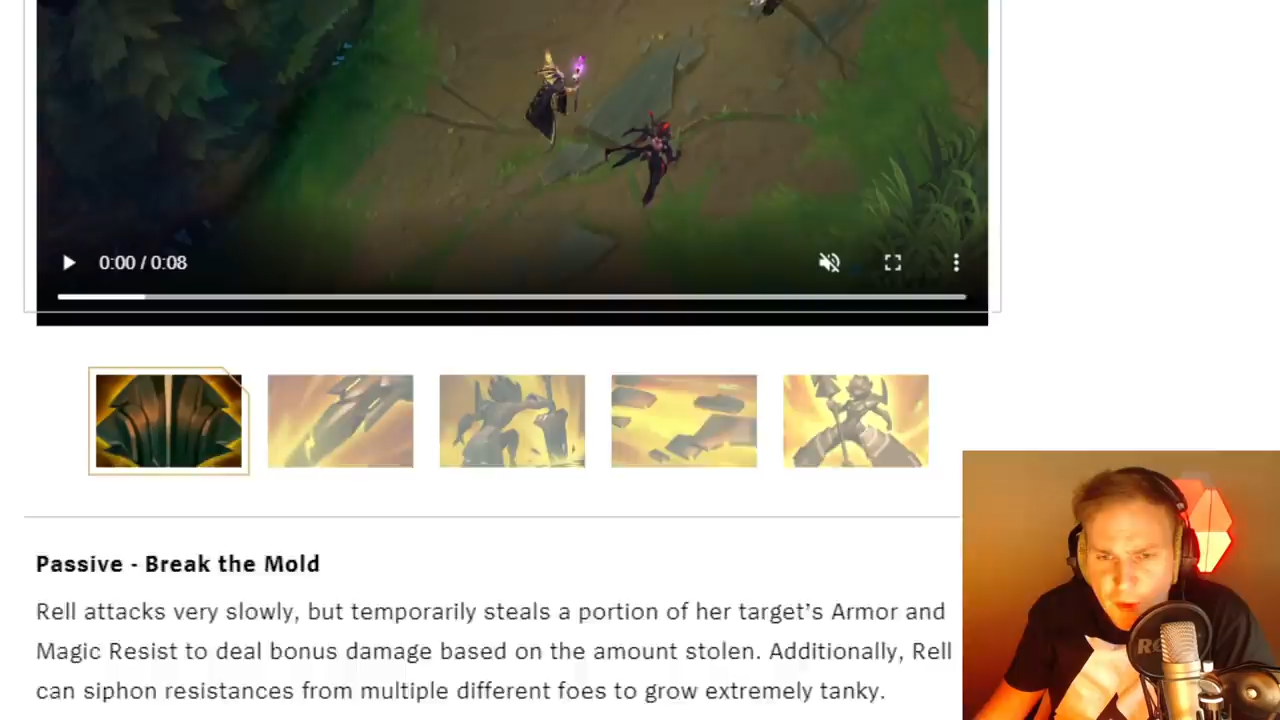 0:00 / 0:08
Passive - Break the Mold
Rell attacks very slowly, but temporarily steals a portion of her target's Armor and
Magic Resist to deal bonus damage based on the amount stolen. Additionally, Rell
can siphon resistances from multiple different foes to grow extremely tanky.